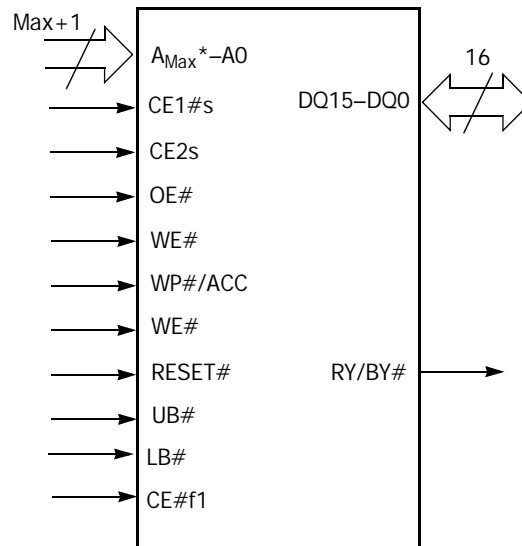 Max+1
A_Max*–A0
CE1#s
CE2s
OE#
WE#
WP#/ACC
WE#
RESET#
UB#
LB#
CE#f1
16
DQ15–DQ0
RY/BY#